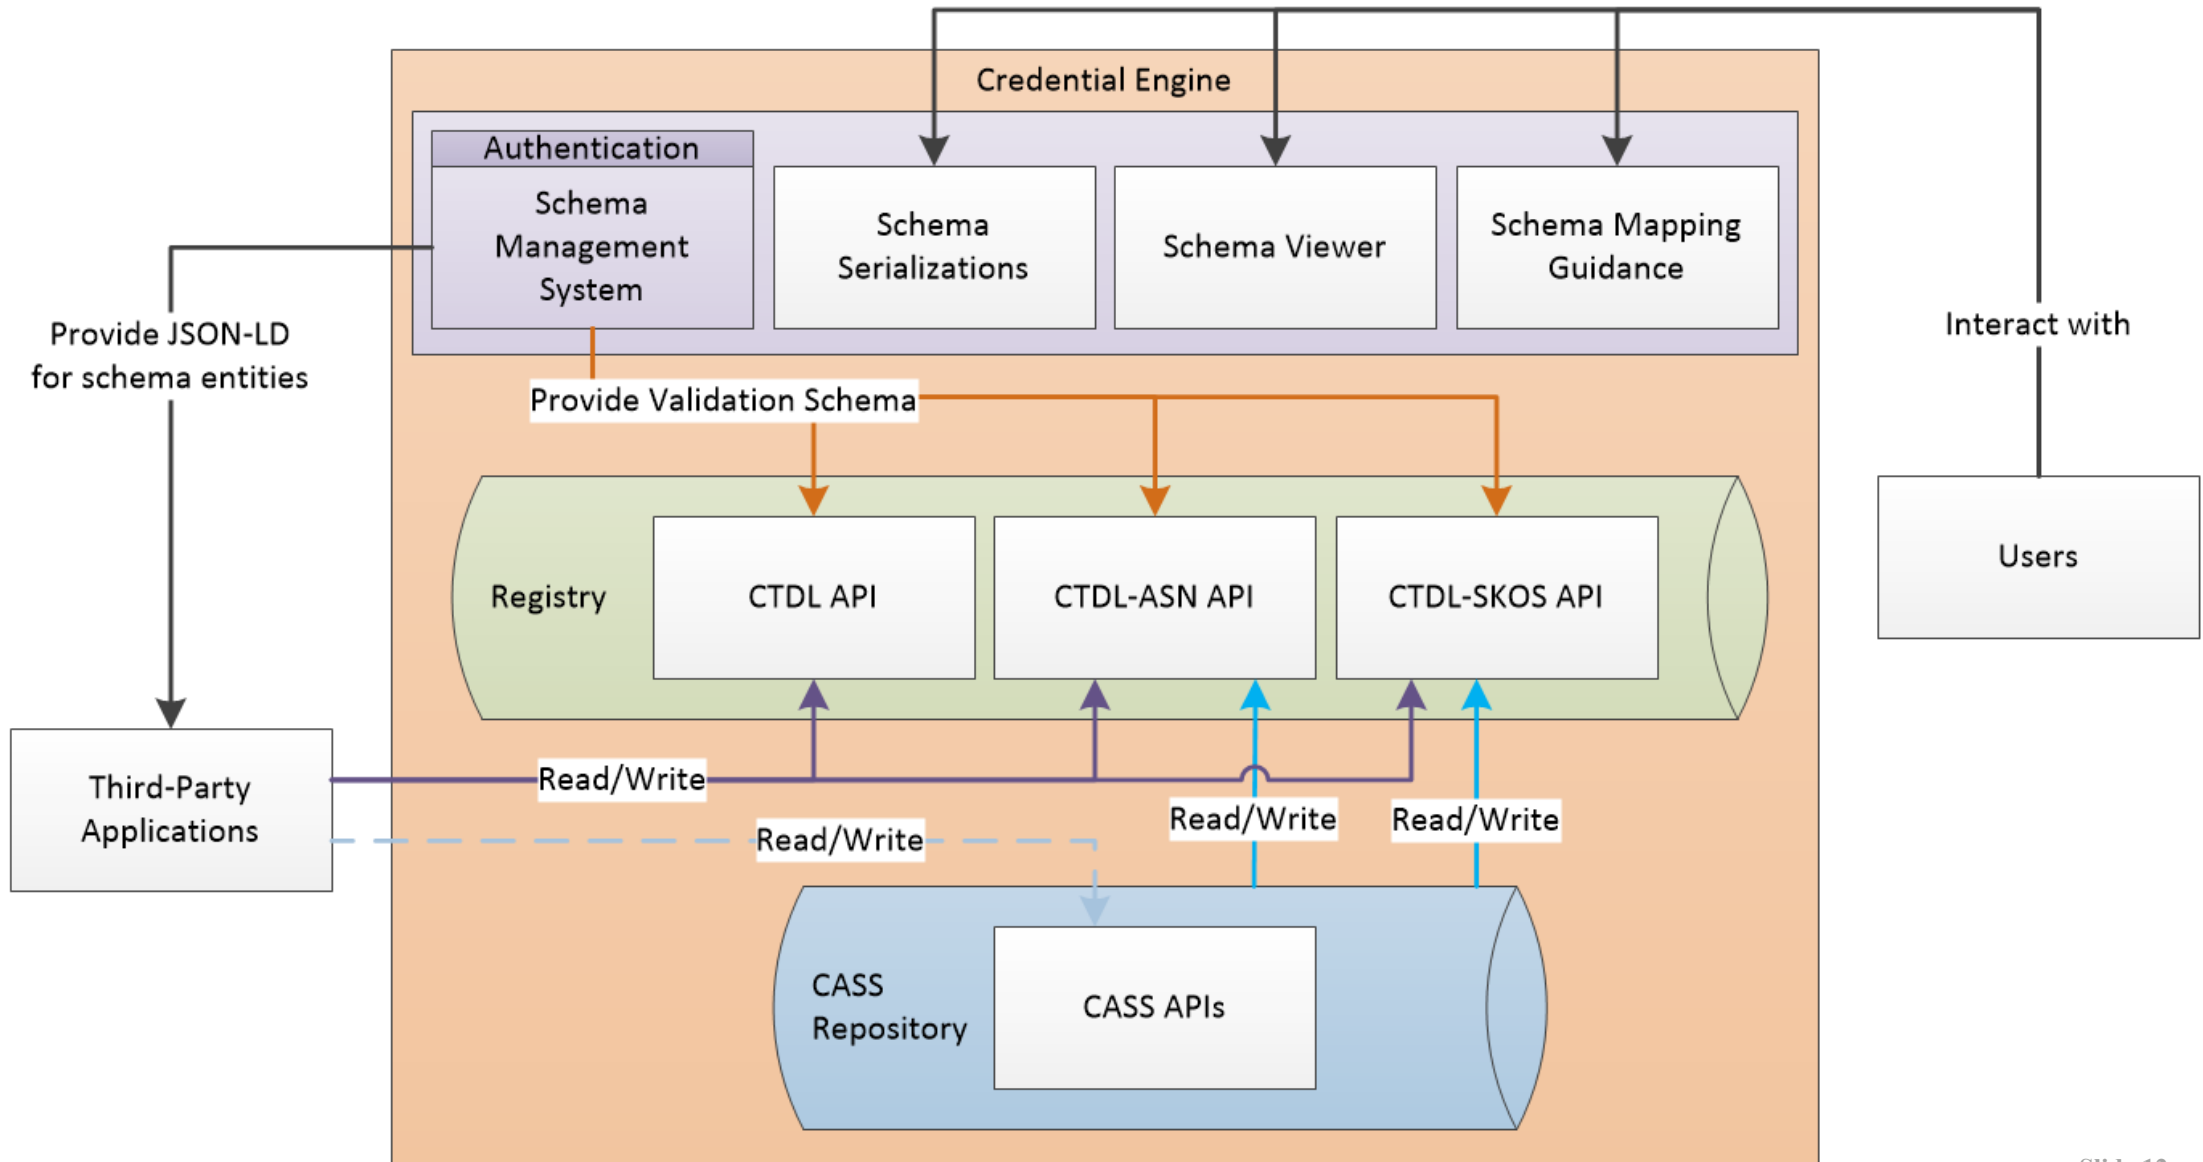 Credential Engine
Authentication
Schema
Management
System
Schema
Serializations
Schema Viewer
Schema Mapping
Guidance
Provide JSON-LD
for schema entities
Interact with
Provide Validation Schema
Registry
CTDL API
CTDL-ASN API
CTDL-SKOS API
Users
Third-Party
Applications
Read/Write
Read/Write
Read/Write
Read/Write
CASS
Repository
CASS APIs